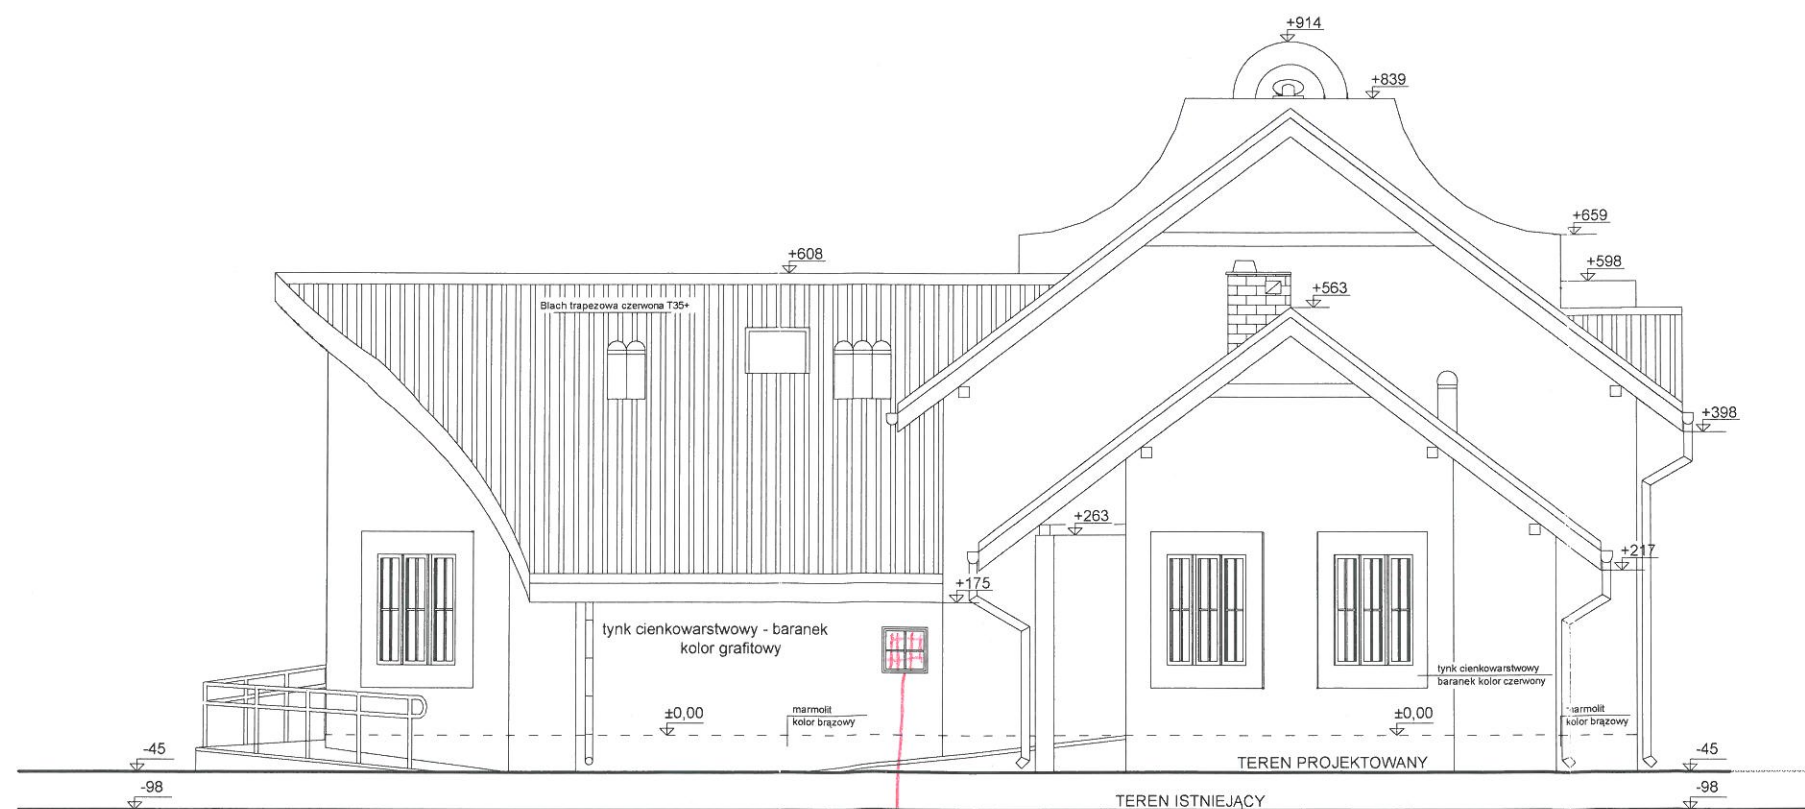 +914
+839
+659
+608
+598
Blach trapezowa czerwona T35+
+563
+398
+263
+217
+175
tynk cienkowarstwowy - baranek
kolor grafitowy
tynk cienkowarstwowy
baranek kolor czerwony
±0,00
marmolit
kolor brązowy
±0,00
marmolit
kolor brązowy
-45
TEREN PROJEKTOWANY
-45
-98
TEREN ISTNIEJĄCY
-98